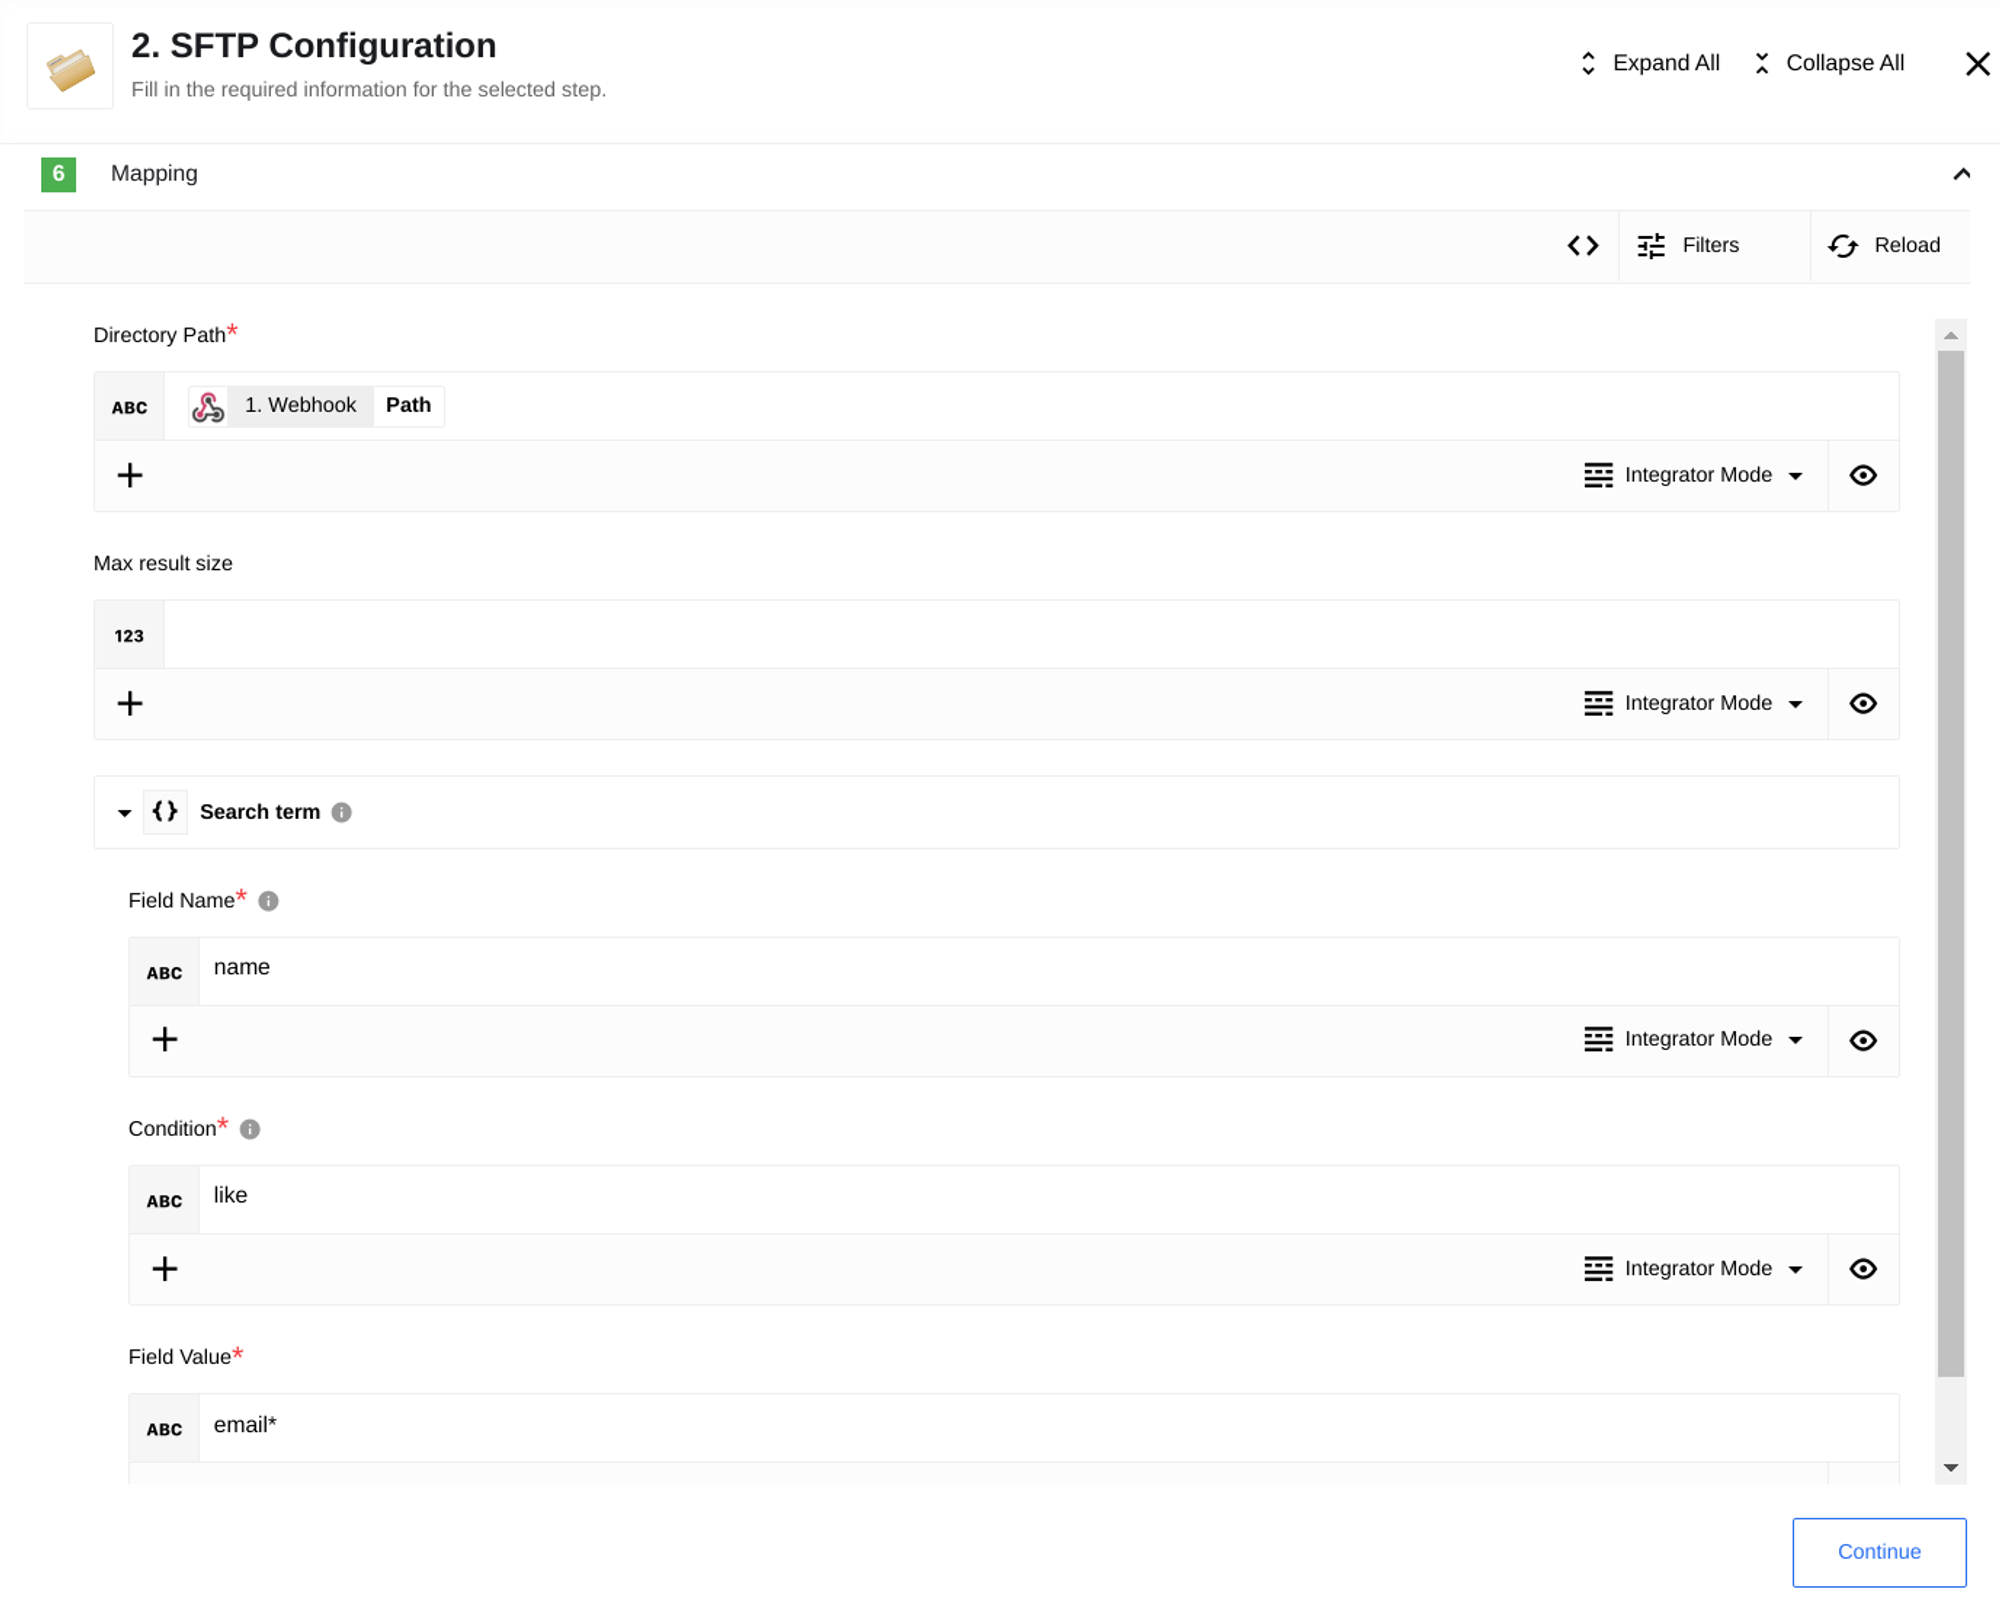 2. SFTP Configuration
Fill in the required information for the selected step.
Expand All
Collapse All
6 Mapping
Filters
Reload
Directory Path*
ABC 1. Webhook Path
Integrator Mode
Max result size
123
Integrator Mode
{} Search term
Field Name*
ABC name
Integrator Mode
Condition*
ABC like
Integrator Mode
Field Value*
ABC email*
Continue